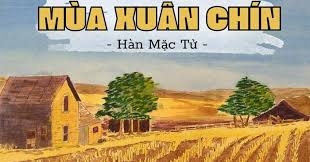 MÙA XUÂN CHÍN
- Hàn Mặc Tử -